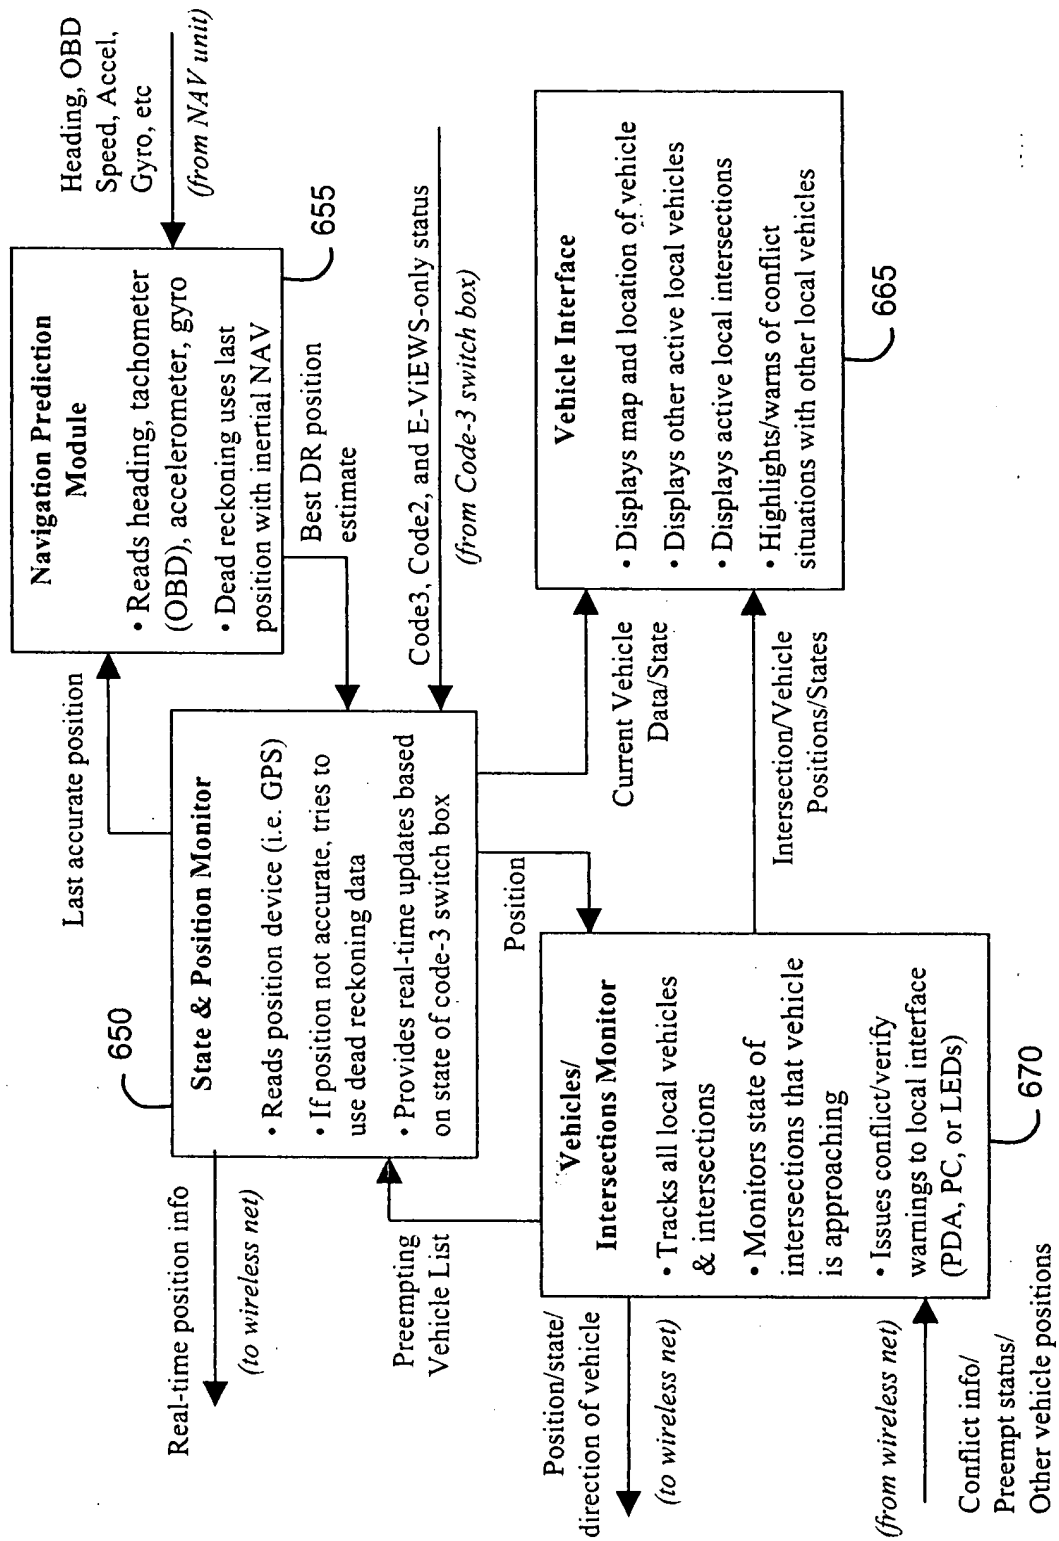 Heading, OBD
Speed, Accel,
Gyro, etc
(from NAV unit)
Navigation Prediction
Module
• Reads heading, tachometer
(OBD), accelerometer, gyro
• Dead reckoning uses last
position with inertial NAV
655
Last accurate position
Best DR position
estimate
Code3, Code2, and E-ViEWS-only status
(from Code-3 switch box)
650
State & Position Monitor
• Reads position device (i.e. GPS)
• If position not accurate, tries to
use dead reckoning data
• Provides real-time updates based
on state of code-3 switch box
Real-time position info
(to wireless net)
Preempting
Vehicle List
Position
Current Vehicle
Data/State
Vehicle Interface
• Displays map and location of vehicle
• Displays other active local vehicles
• Displays active local intersections
• Highlights/warns of conflict
situations with other local vehicles
665
Intersection/Vehicle
Positions/States
Vehicles/
Intersections Monitor
• Tracks all local vehicles
& intersections
• Monitors state of
intersections that vehicle
is approaching
• Issues conflict/verify
warnings to local interface
(PDA, PC, or LEDs)
670
Position/state/
direction of vehicle
(to wireless net)
(from wireless net)
Conflict info/
Preempt status/
Other vehicle positions